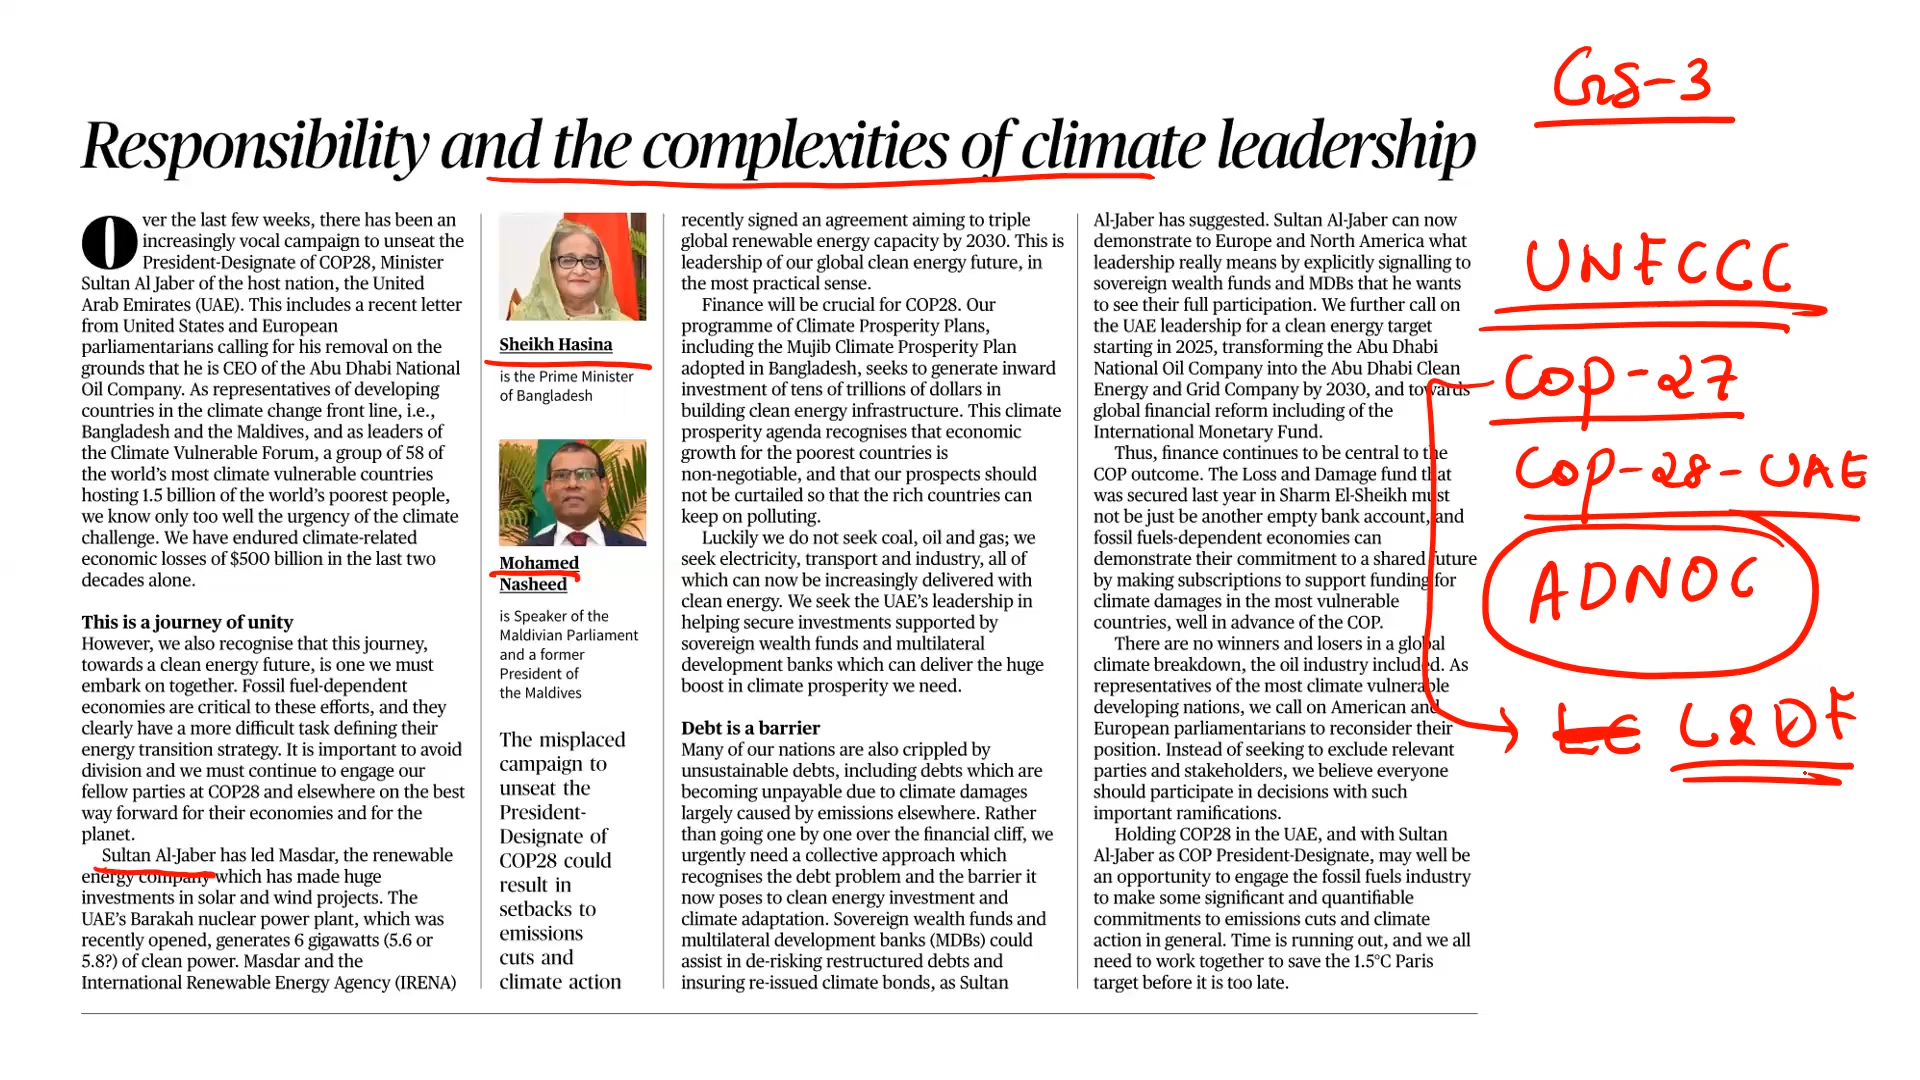 Responsibility and the complexities of climate leadership
Over the last few weeks, there has been an
increasingly vocal campaign to unseat the
President-Designate of COP28, Minister
Sultan Al Jaber of the host nation, the United
Arab Emirates (UAE). This includes a recent letter
from United States and European
parliamentarians calling for his removal on the
grounds that he is CEO of the Abu Dhabi National
Oil Company. As representatives of developing
countries in the climate change front line, i.e.,
Bangladesh and the Maldives, and as leaders of
the Climate Vulnerable Forum, a group of 58 of
the world's most climate vulnerable countries
hosting 1.5 billion of the world's poorest people,
we know only too well the urgency of the climate
challenge. We have endured climate-related
economic losses of $500 billion in the last two
decades alone.
This is a journey of unity
However, we also recognise that this journey,
towards a clean energy future, is one we must
embark on together. Fossil fuel-dependent
economies are critical to these efforts, and they
clearly have a more difficult task defining their
energy transition strategy. It is important to avoid
division and we must continue to engage our
fellow parties at COP28 and elsewhere on the best
way forward for their economies and for the
planet.
Sultan Al-Jaber has led Masdar, the renewable
energy company which has made huge
investments in solar and wind projects. The
UAE's Barakah nuclear power plant, which was
recently opened, generates 6 gigawatts (5.6 or
5.8?) of clean power. Masdar and the
International Renewable Energy Agency (IRENA)
Sheikh Hasina
is the Prime Minister
of Bangladesh
Mohamed
Nasheed
is Speaker of the
Maldivian Parliament
and a former
President of
the Maldives
The misplaced
campaign to
unseat the
President-
Designate of
COP28 could
result in
setbacks to
emissions
cuts and
climate action
recently signed an agreement aiming to triple
global renewable energy capacity by 2030. This is
leadership of our global clean energy future, in
the most practical sense.
Finance will be crucial for COP28. Our
programme of Climate Prosperity Plans,
including the Mujib Climate Prosperity Plan
adopted in Bangladesh, seeks to generate inward
investment of tens of trillions of dollars in
building clean energy infrastructure. This climate
prosperity agenda recognises that economic
growth for the poorest countries is
non-negotiable, and that our prospects should
not be curtailed so that the rich countries can
keep on polluting.
Luckily we do not seek coal, oil and gas; we
seek electricity, transport and industry, all of
which can now be increasingly delivered with
clean energy. We seek the UAE's leadership in
helping secure investments supported by
sovereign wealth funds and multilateral
development banks which can deliver the huge
boost in climate prosperity we need.
Debt is a barrier
Many of our nations are also crippled by
unsustainable debts, including debts which are
becoming unpayable due to climate damages
largely caused by emissions elsewhere. Rather
than going one by one over the financial cliff, we
urgently need a collective approach which
recognises the debt problem and the barrier it
now poses to clean energy investment and
climate adaptation. Sovereign wealth funds and
multilateral development banks (MDBs) could
assist in de-risking restructured debts and
insuring re-issued climate bonds, as Sultan
Al-Jaber has suggested. Sultan Al-Jaber can now
demonstrate to Europe and North America what
leadership really means by explicitly signalling to
sovereign wealth funds and MDBs that he wants
to see their full participation. We further call on
the UAE leadership for a clean energy target
starting in 2025, transforming the Abu Dhabi
National Oil Company into the Abu Dhabi Clean
Energy and Grid Company by 2030, and towards
global financial reform including of the
International Monetary Fund.
Thus, finance continues to be central to the
COP outcome. The Loss and Damage fund that
was secured last year in Sharm El-Sheikh must
not be just be another empty bank account, and
fossil fuels-dependent economies can
demonstrate their commitment to a shared future
by making subscriptions to support funding for
climate damages in the most vulnerable
countries, well in advance of the COP.
There are no winners and losers in a global
climate breakdown, the oil industry included. As
representatives of the most climate vulnerable
developing nations, we call on American and
European parliamentarians to reconsider their
position. Instead of seeking to exclude relevant
parties and stakeholders, we believe everyone
should participate in decisions with such
important ramifications.
Holding COP28 in the UAE, and with Sultan
Al-Jaber as COP President-Designate, may well be
an opportunity to engage the fossil fuels industry
to make some significant and quantifiable
commitments to emissions cuts and climate
action in general. Time is running out, and we all
need to work together to save the 1.5°C Paris
target before it is too late.
GS-3
UNFCCC
COP-27
COP-28-UAE
ADNOC
L&DF